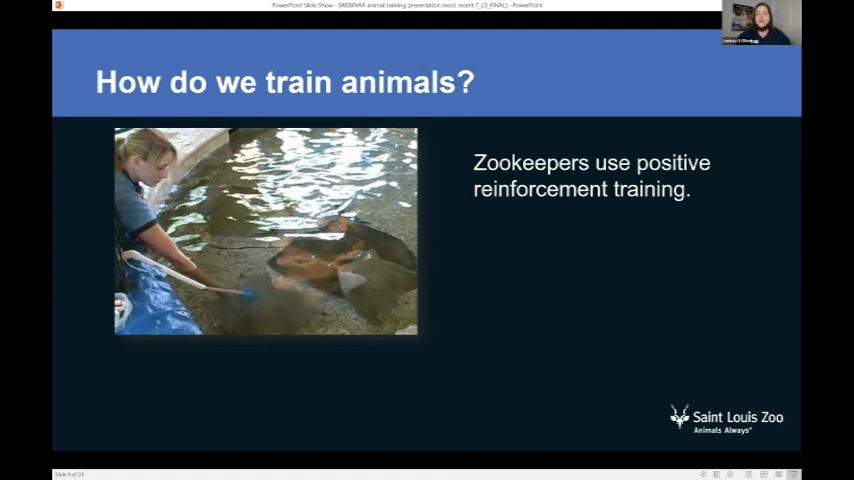 PowerPoint Slide Show - [WEBINAR animal training presentation most recent 7_23_FINAL] - PowerPoint
How do we train animals?
Zookeepers use positive
reinforcement training.
Saint Louis Zoo
Animals Always®